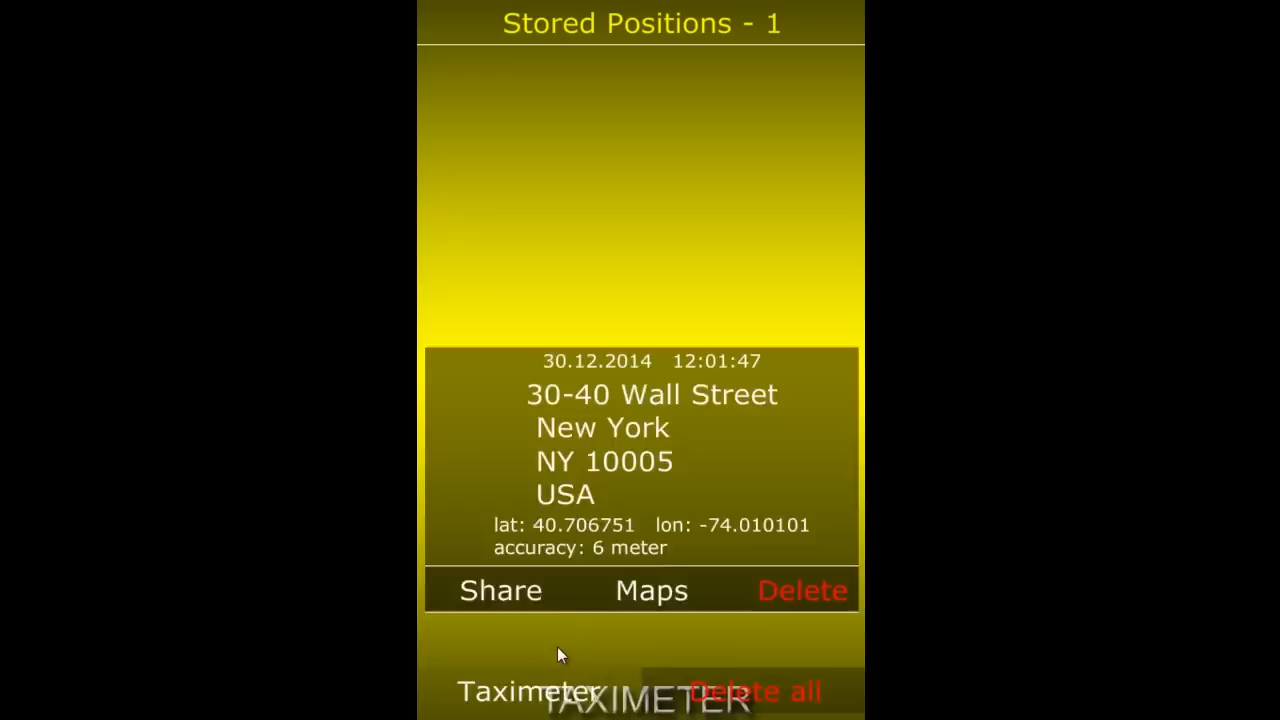 Stored Positions - 1
30.12.2014 12:01:47
30-40 Wall Street
New York
NY 10005
USA
lat: 40.706751 lon: -74.010101
accuracy: 6 meter
Share Maps Delete
Taximeter Delete all
TAXIMETER